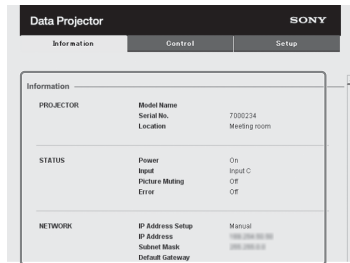 Data Projector SONY
Information Control Setup
Information
PROJECTOR Model Name
Serial No. 7000234
Location Meeting room
STATUS Power On
Input Input C
Picture Muting Off
Error Off
NETWORK IP Address Setup Manual
IP Address
Subnet Mask
Default Gateway